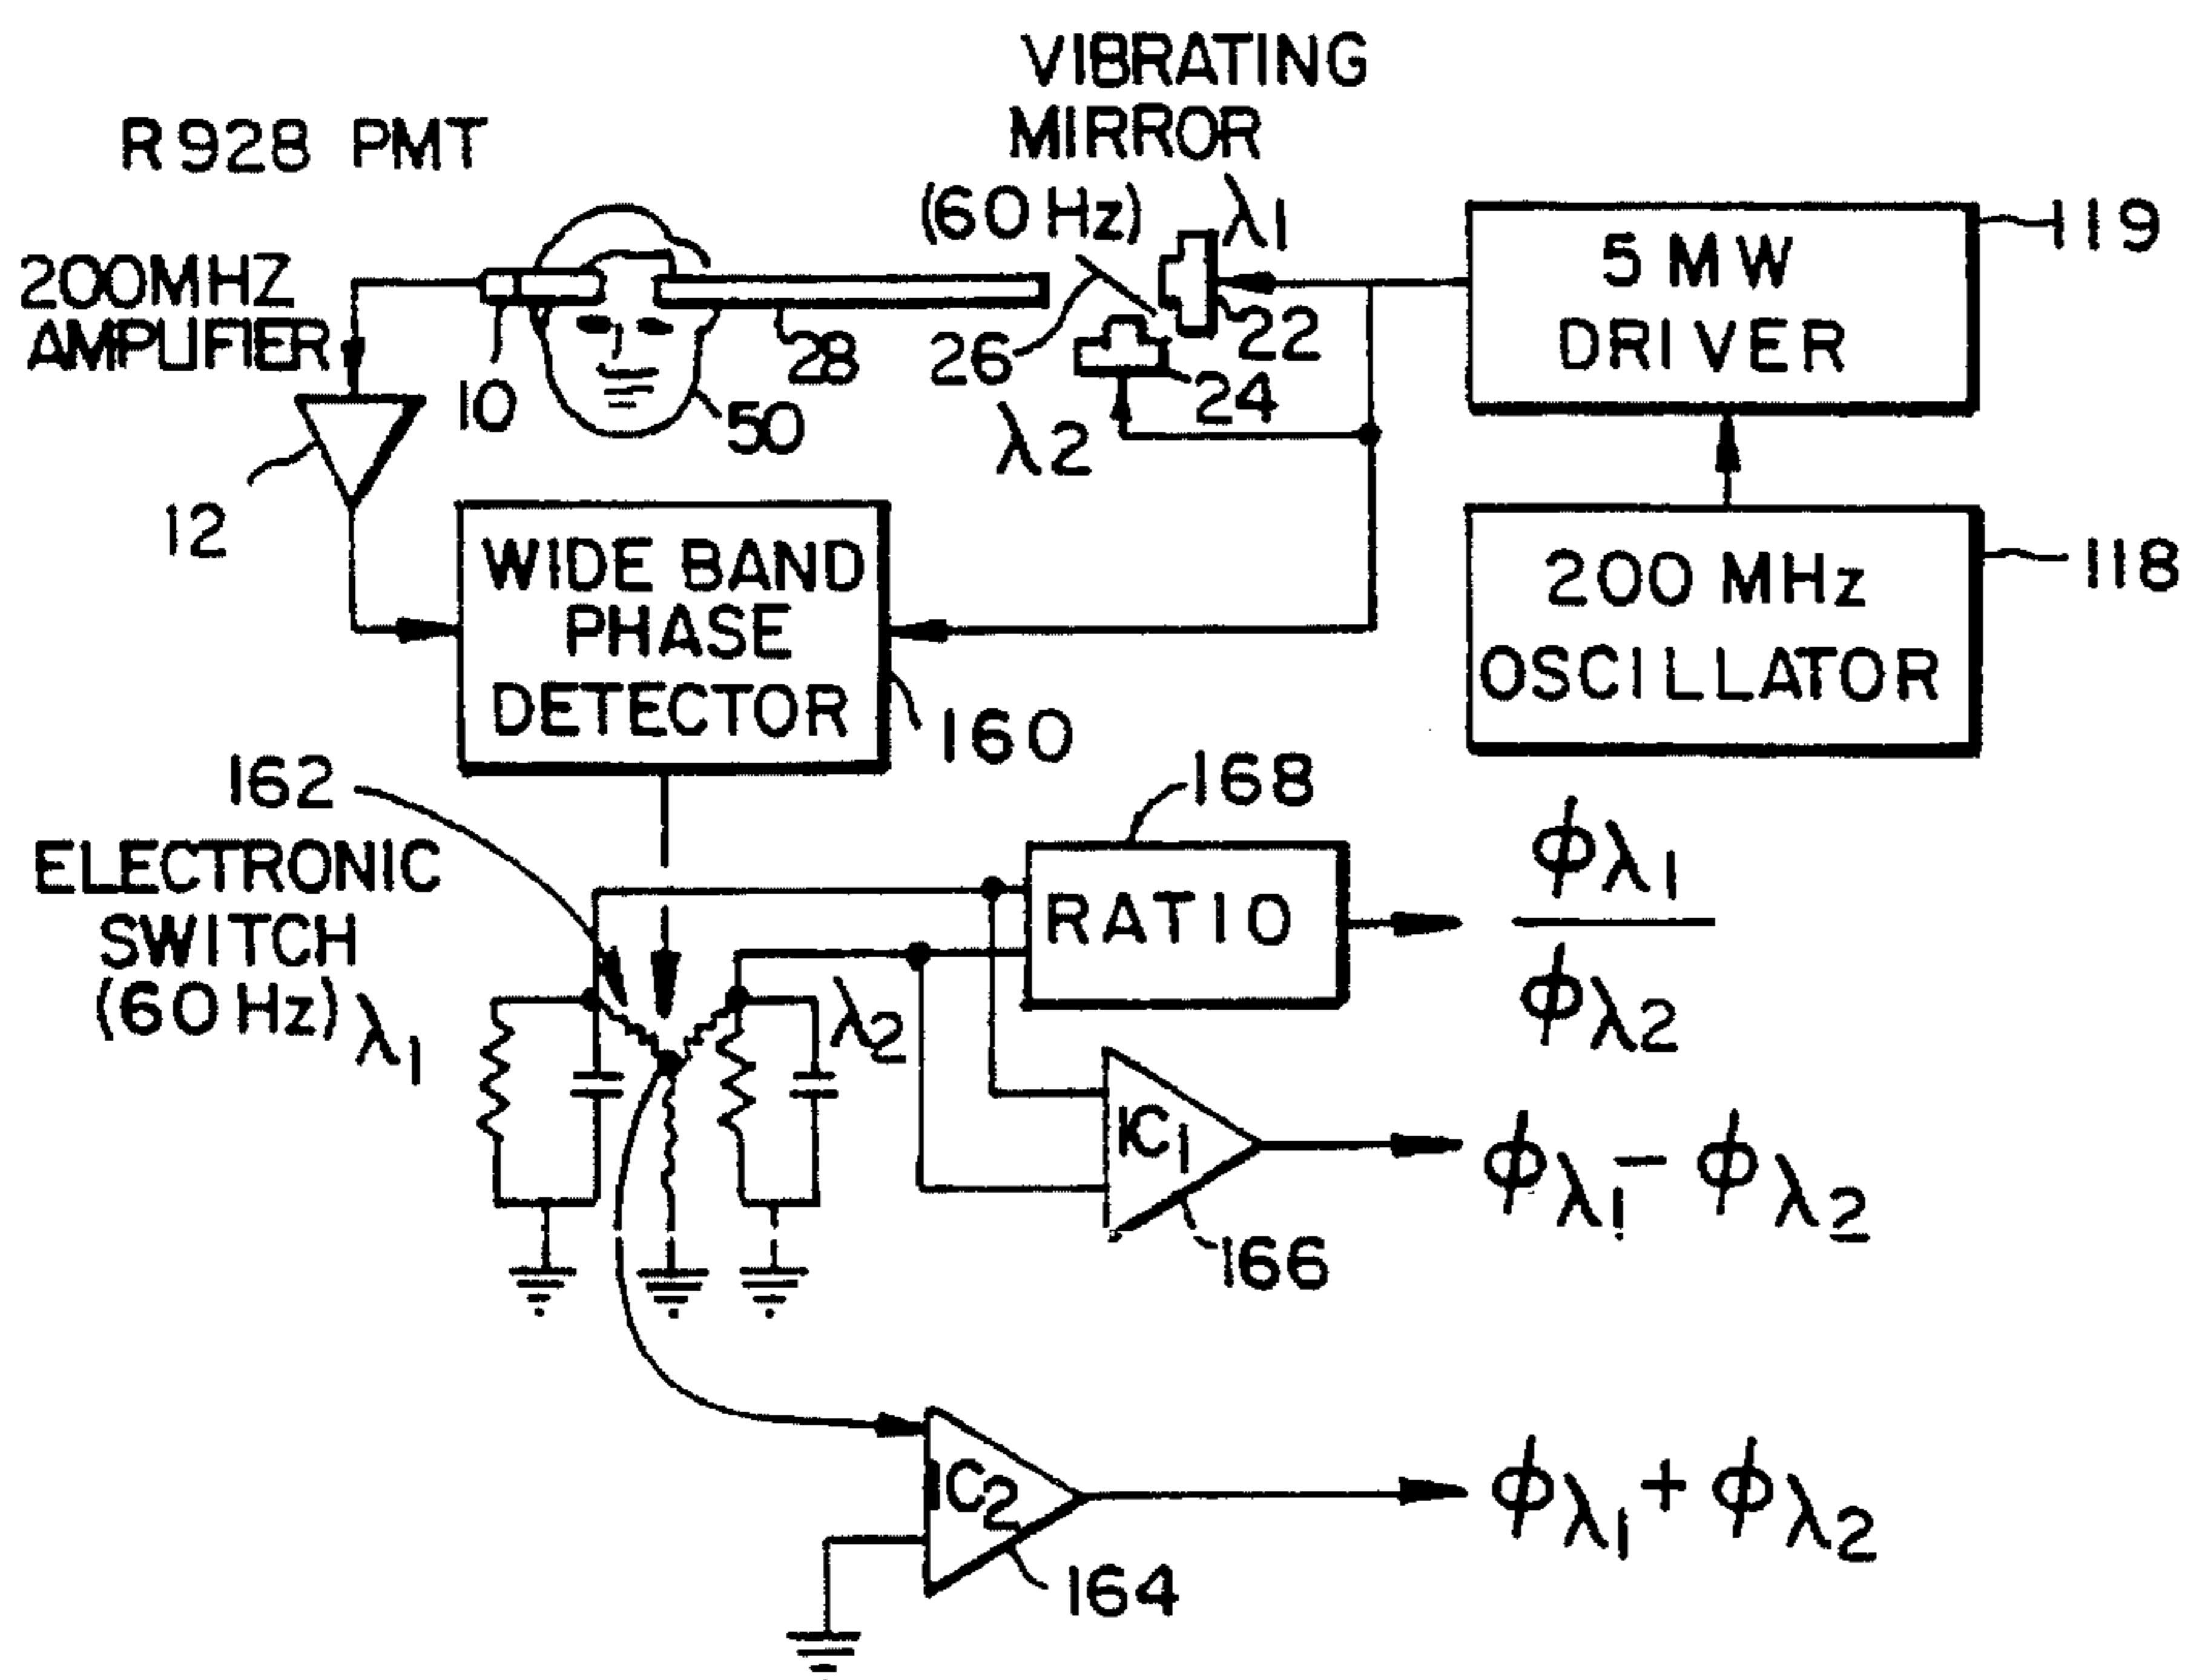 VIBRATING
MIRROR
(60 Hz)
R928 PMT
λ1
119
5 MW
DRIVER
200MHZ
AMPLIFIER
22
28
26
24
10
50
λ2
12
WIDE BAND
PHASE
DETECTOR
200 MHz
OSCILLATOR
118
160
162
168
ELECTRONIC
SWITCH
(60 Hz)
λ1
RATIO
ϕλ1
ϕλ2
λ2
IC1
ϕλ1 − ϕλ2
166
IC2
ϕλ1 + ϕλ2
164